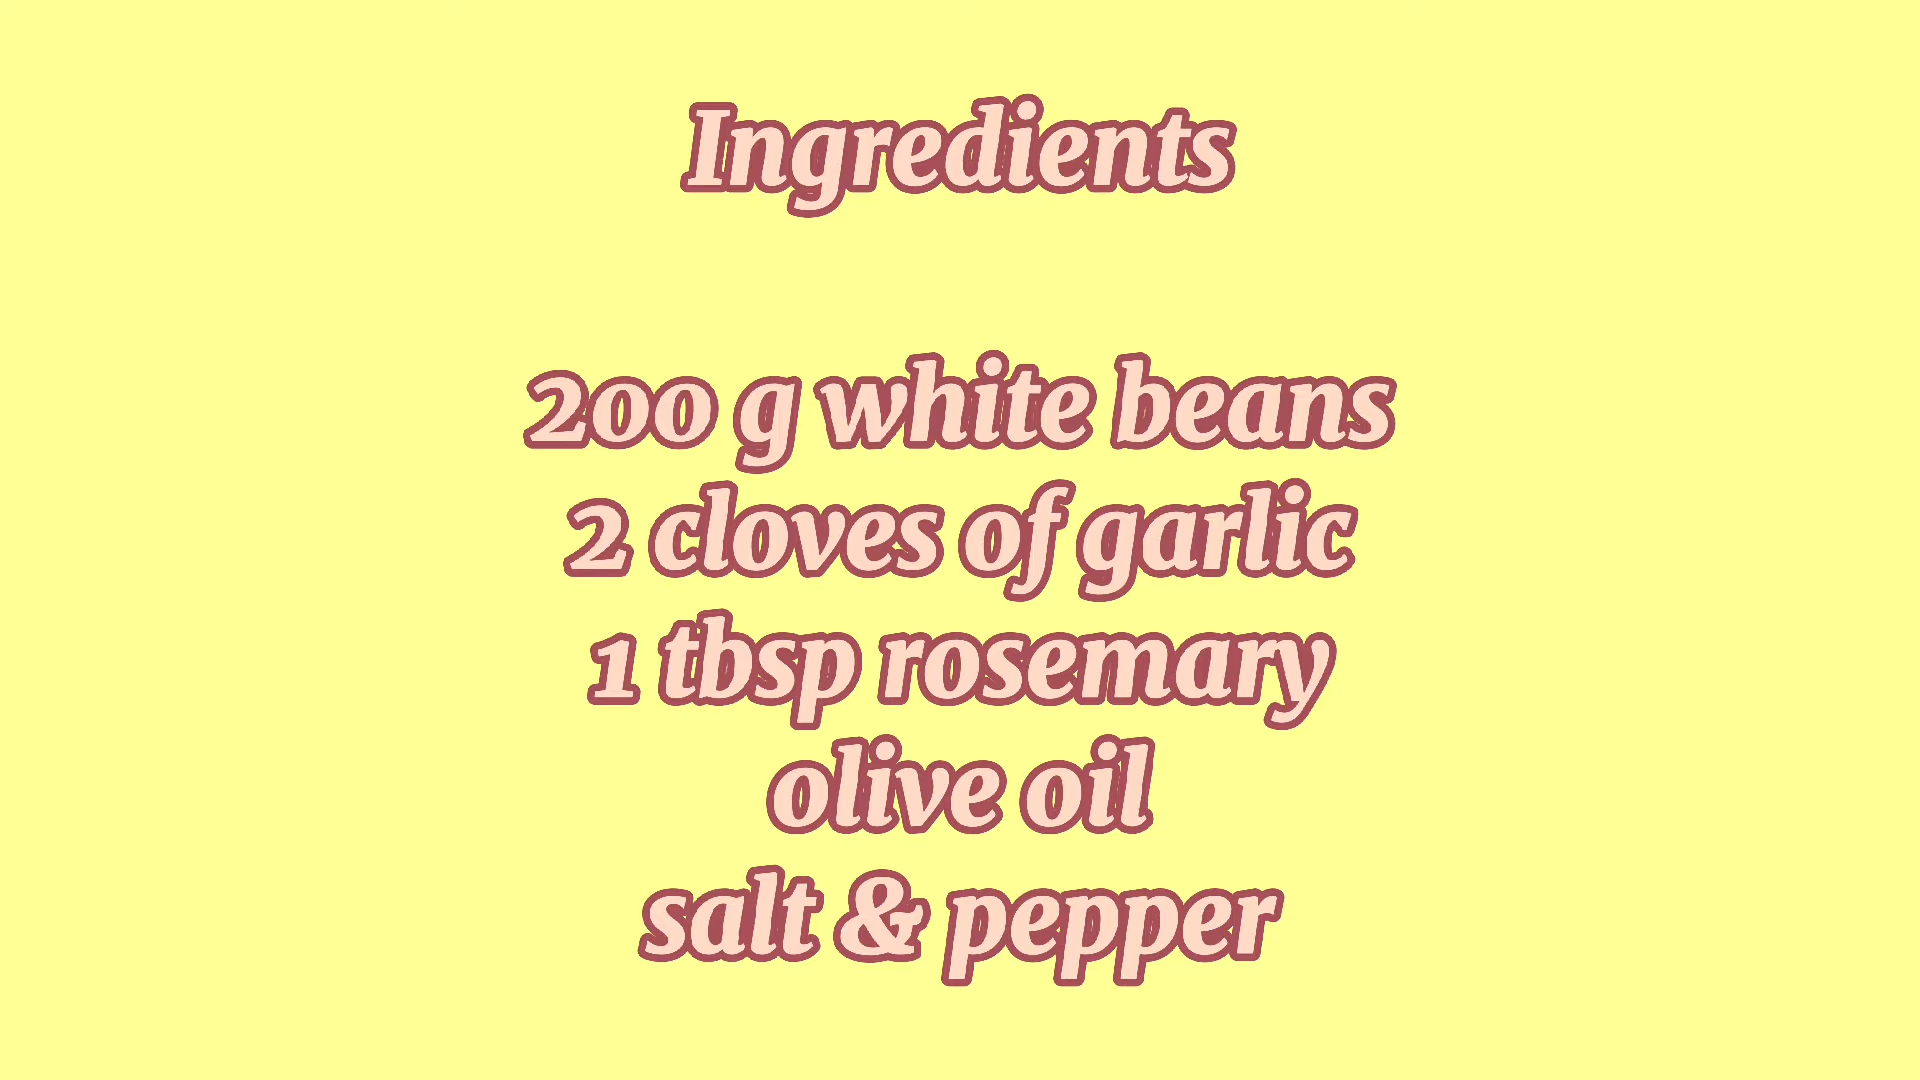 Ingredients
200 g white beans
2 cloves of garlic
1 tbsp rosemary
olive oil
salt & pepper